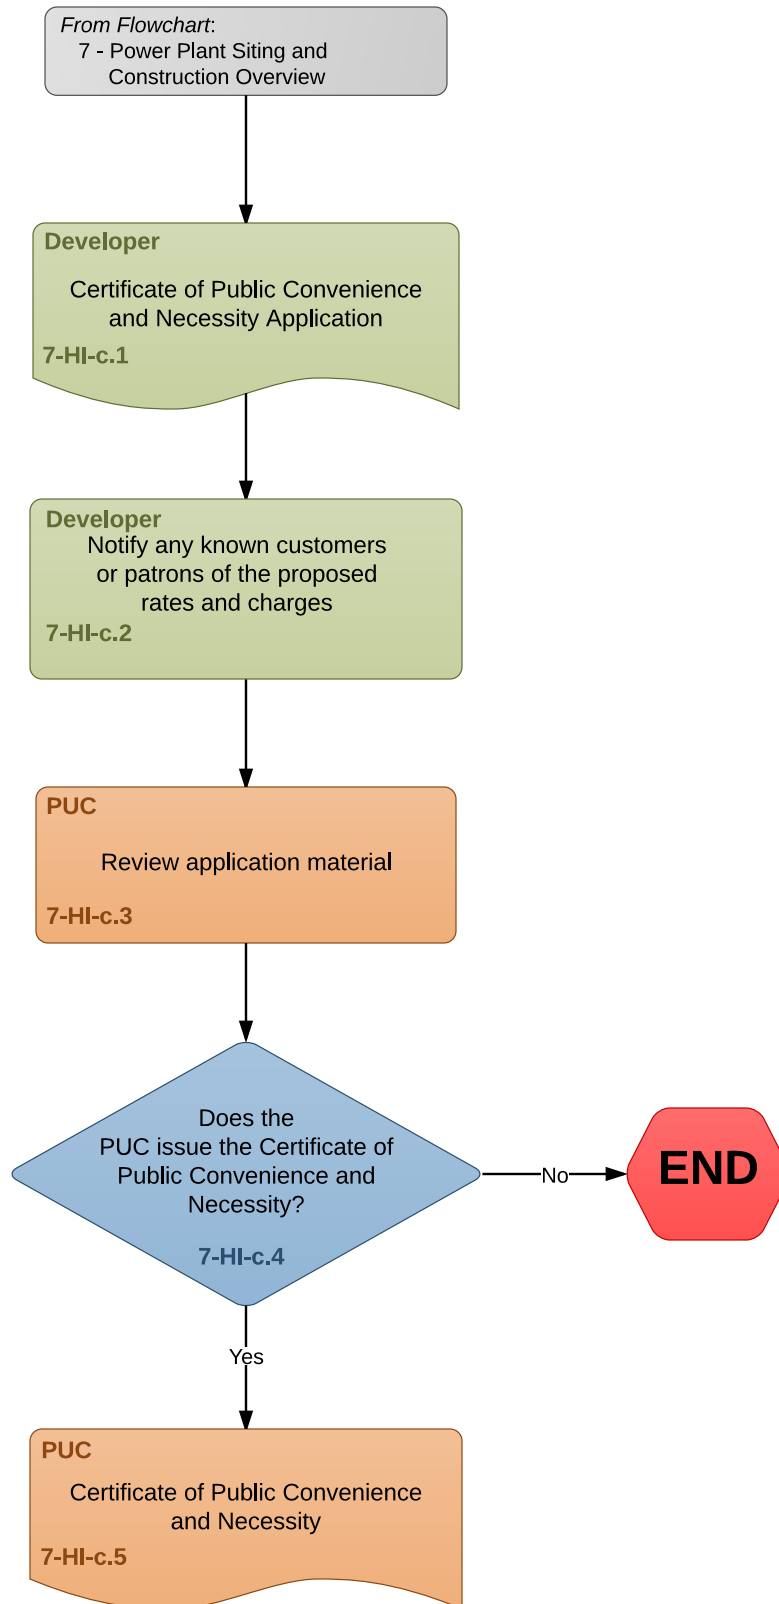 From Flowchart:
7 - Power Plant Siting and
Construction Overview
Developer
Certificate of Public Convenience
and Necessity Application
7-HI-c.1
Developer
Notify any known customers
or patrons of the proposed
rates and charges
7-HI-c.2
PUC
Review application material
7-HI-c.3
Does the
PUC issue the Certificate of
Public Convenience and
Necessity?
7-HI-c.4
No
END
Yes
PUC
Certificate of Public Convenience
and Necessity
7-HI-c.5